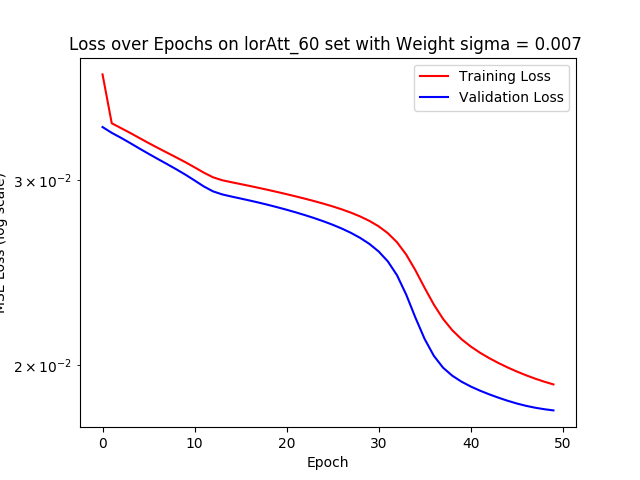 Loss over Epochs on lorAtt_60 set with Weight sigma = 0.007
Training Loss
Validation Loss
3 × 10⁻²
2 × 10⁻²
MSE Loss (log scale)
0 10 20 30 40 50
Epoch